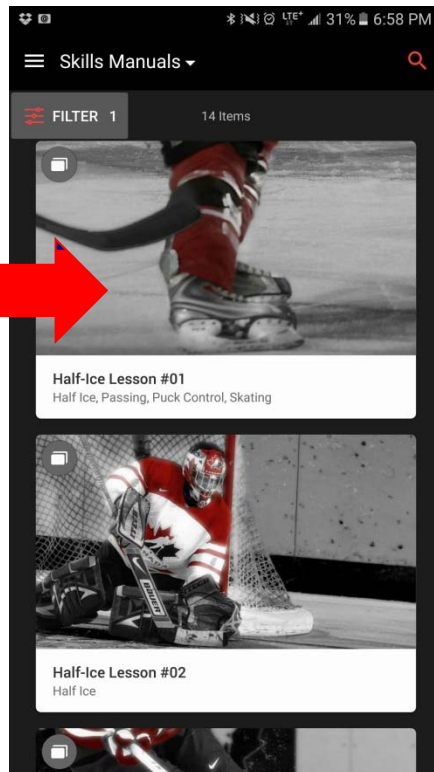 LTE+ 31% 6:58 PM
Skills Manuals
FILTER 1 14 Items
Half-Ice Lesson #01
Half Ice, Passing, Puck Control, Skating
BAUER
Half-Ice Lesson #02
Half Ice